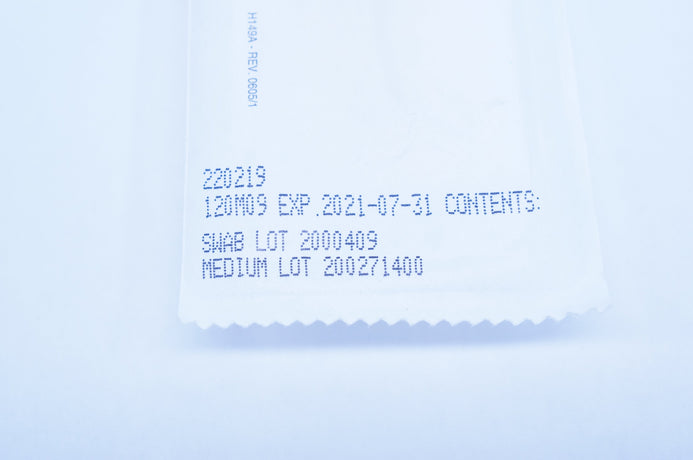 H149A - REV. 0605/1
220219
120M09 EXP.2021-07-31 CONTENTS:
SWAB LOT 2000409
MEDIUM LOT 200271400